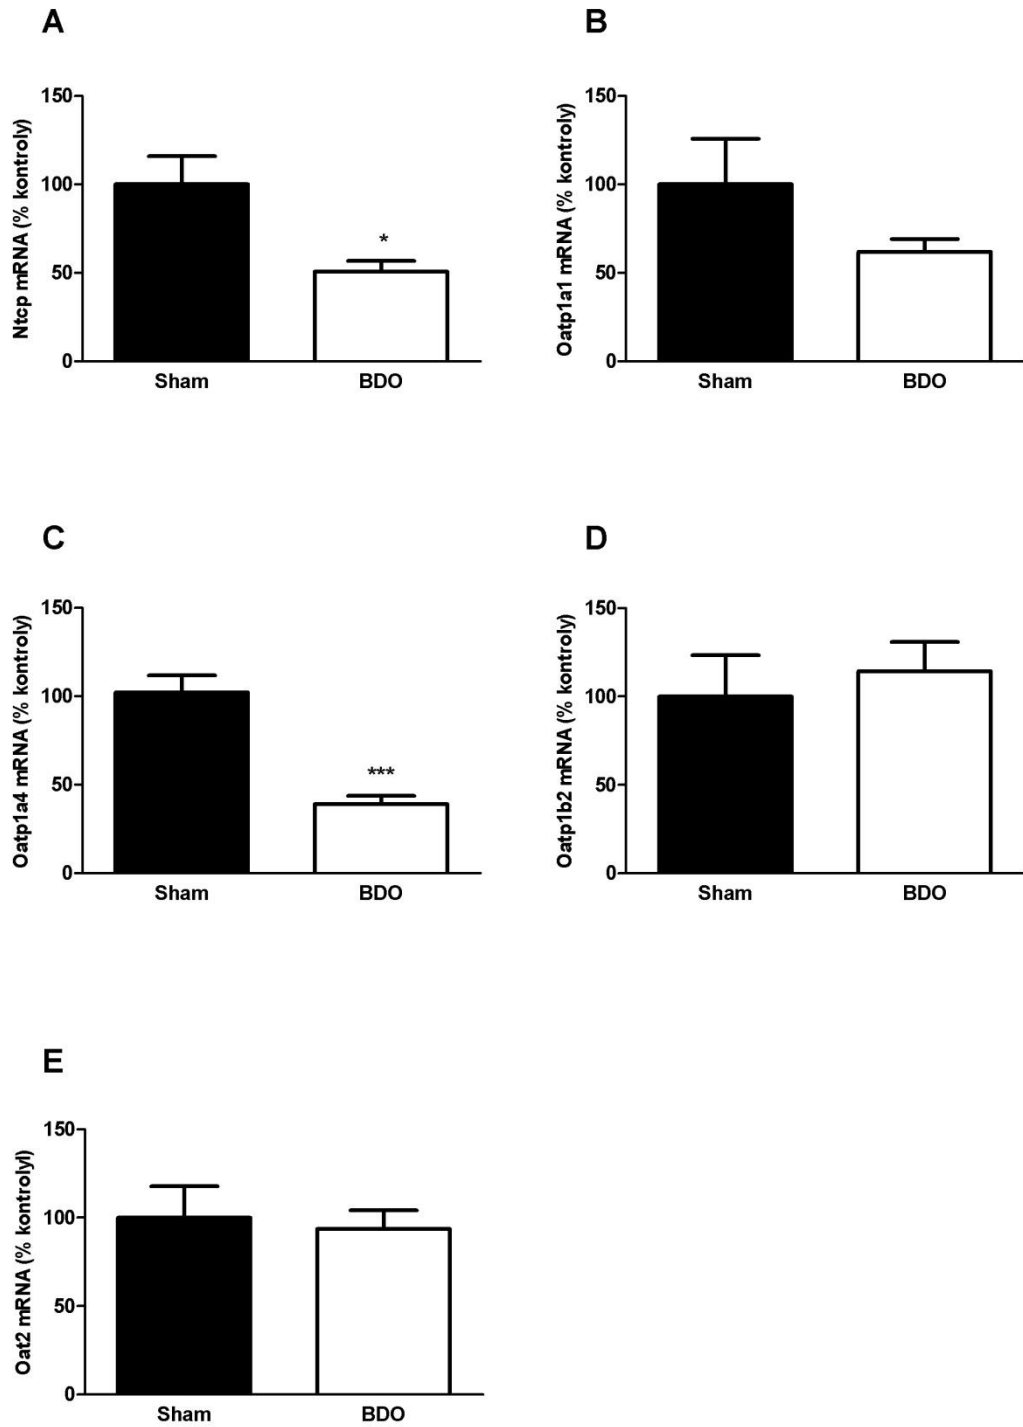 A
Ntcp mRNA (% kontroly)
150
100
50
0
*
Sham BDO
B
Oatp1a1 mRNA (% kontroly)
150
100
50
0
Sham BDO
C
Oatp1a4 mRNA (% kontroly)
150
100
50
0
***
Sham BDO
D
Oatp1b2 mRNA (% kontroly)
150
100
50
0
Sham BDO
E
Oat2 mRNA (% kontrolyl)
150
100
50
0
Sham BDO